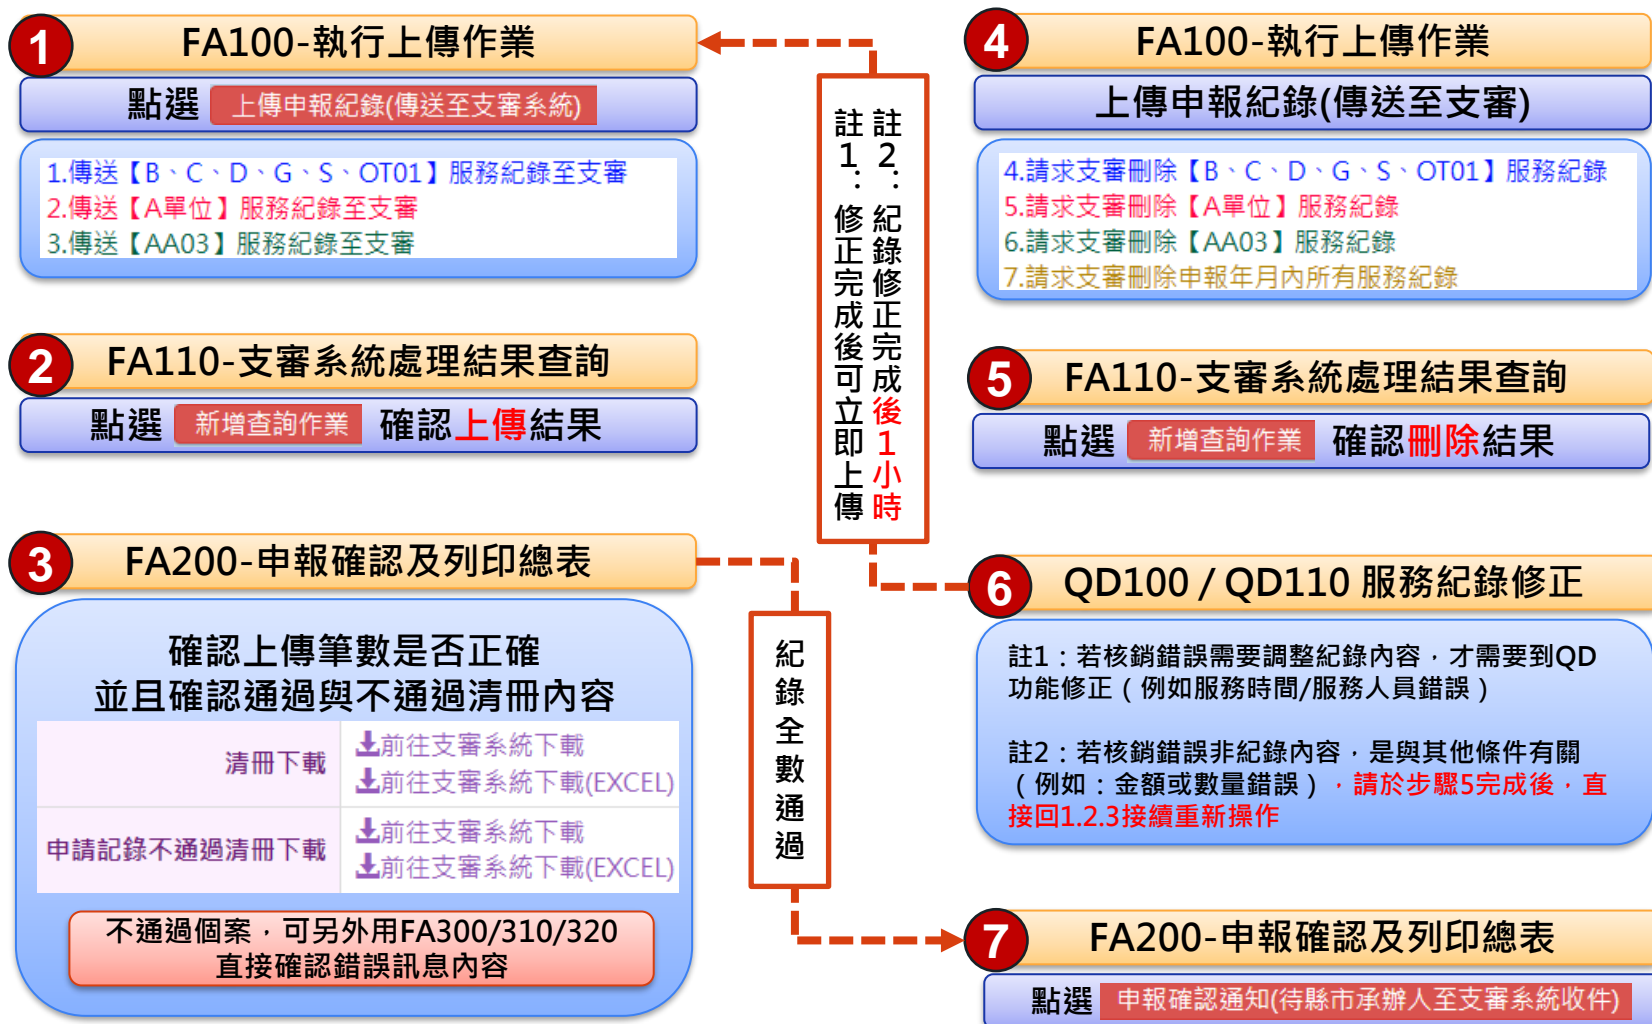 1
FA100-執行上傳作業
點選 上傳申報紀錄(傳送至支審系統)
1.傳送【B、C、D、G、S、OT01】服務紀錄至支審
2.傳送【A單位】服務紀錄至支審
3.傳送【AA03】服務紀錄至支審
2
FA110-支審系統處理結果查詢
點選 新增查詢作業 確認上傳結果
3
FA200-申報確認及列印總表
確認上傳筆數是否正確
並且確認通過與不通過清冊內容
清冊下載
前往支審系統下載
前往支審系統下載(EXCEL)
申請記錄不通過清冊下載
前往支審系統下載
前往支審系統下載(EXCEL)
不通過個案，可另外用FA300/310/320
直接確認錯誤訊息內容
註1：修正完成後可立即上傳
註2：紀錄修正完成後1小時
紀錄全數通過
4
FA100-執行上傳作業
上傳申報紀錄(傳送至支審)
4.請求支審刪除【B、C、D、G、S、OT01】服務紀錄
5.請求支審刪除【A單位】服務紀錄
6.請求支審刪除【AA03】服務紀錄
7.請求支審刪除申報年月內所有服務紀錄
5
FA110-支審系統處理結果查詢
點選 新增查詢作業 確認刪除結果
6
QD100 / QD110 服務紀錄修正
註1：若核銷錯誤需要調整紀錄內容，才需要到QD
功能修正（例如服務時間/服務人員錯誤）
註2：若核銷錯誤非紀錄內容，是與其他條件有關
（例如：金額或數量錯誤），請於步驟5完成後，直
接回1.2.3接續重新操作
7
FA200-申報確認及列印總表
點選 申報確認通知(待縣市承辦人至支審系統收件)